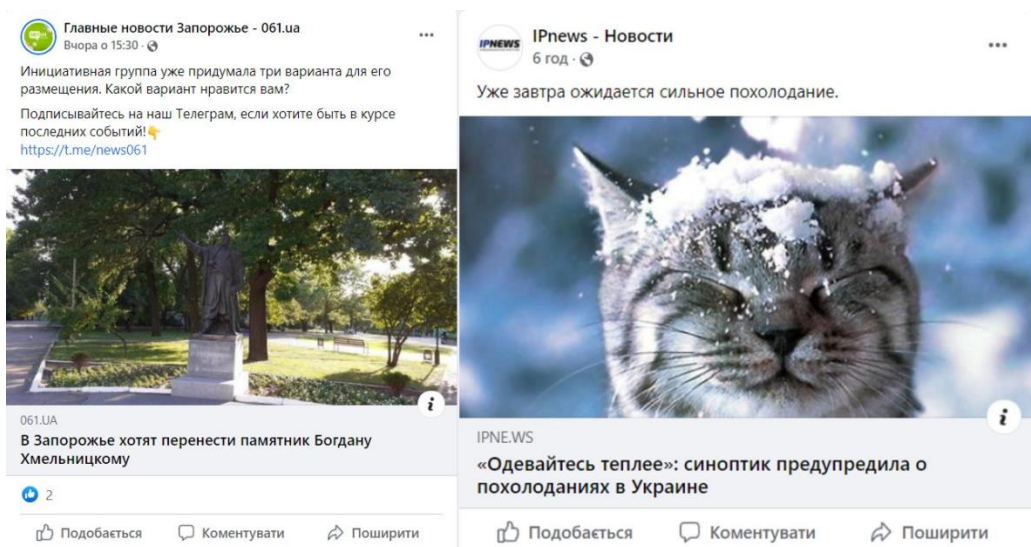 Главные новости Запорожье - 061.ua
Вчора о 15:30 ·
Инициативная группа уже придумала три варианта для его
размещения. Какой вариант нравится вам?
Подписывайтесь на наш Телеграм, если хотите быть в курсе
последних событий!👇
https://t.me/news061
061.UA
В Запорожье хотят перенести памятник Богдану
Хмельницкому
2
Подобається Коментувати Поширити
IPNEWS
IPnews - Новости
6 год ·
Уже завтра ожидается сильное похолодание.
IPNE.WS
«Одевайтесь теплее»: синоптик предупредила о
похолоданиях в Украине
Подобається Коментувати Поширити